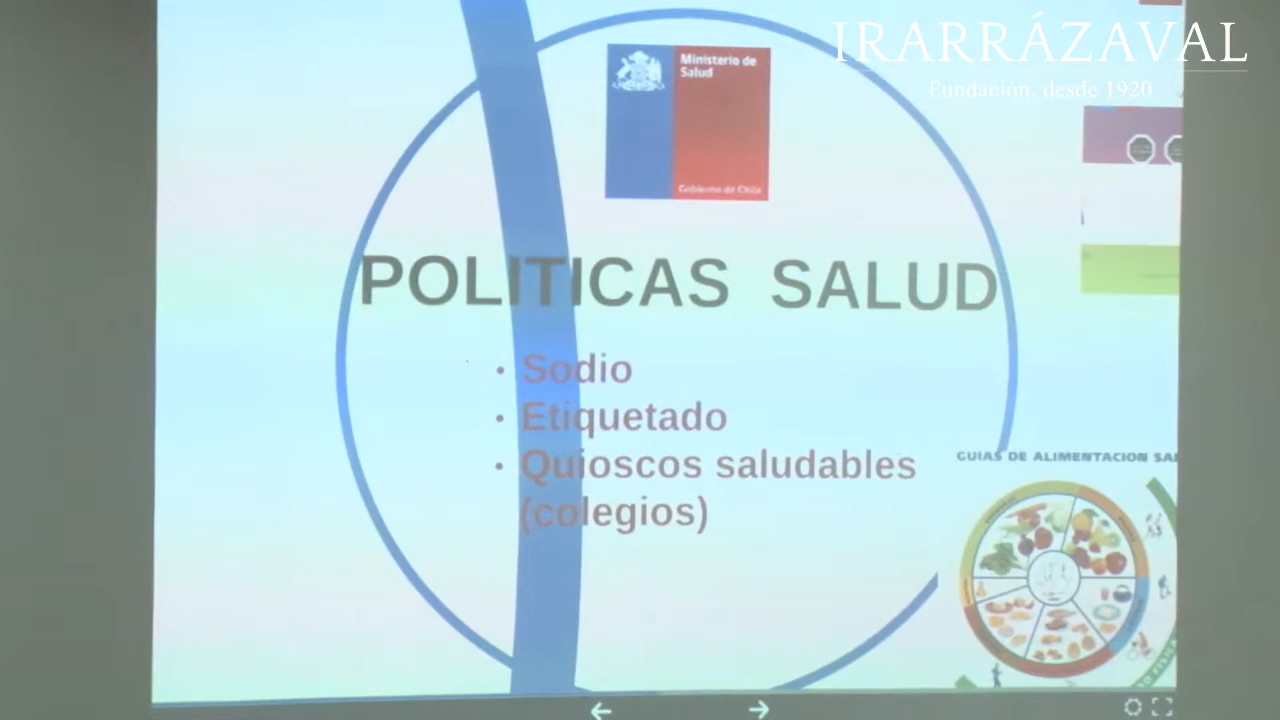 IRARRÁZAVAL
Fundación, desde 1920
Ministerio de
Salud
Gobierno de Chile
POLITICAS SALUD
• Sodio
• Etiquetado
• Quioscos saludables
(colegios)
GUIAS DE ALIMENTACION SAL